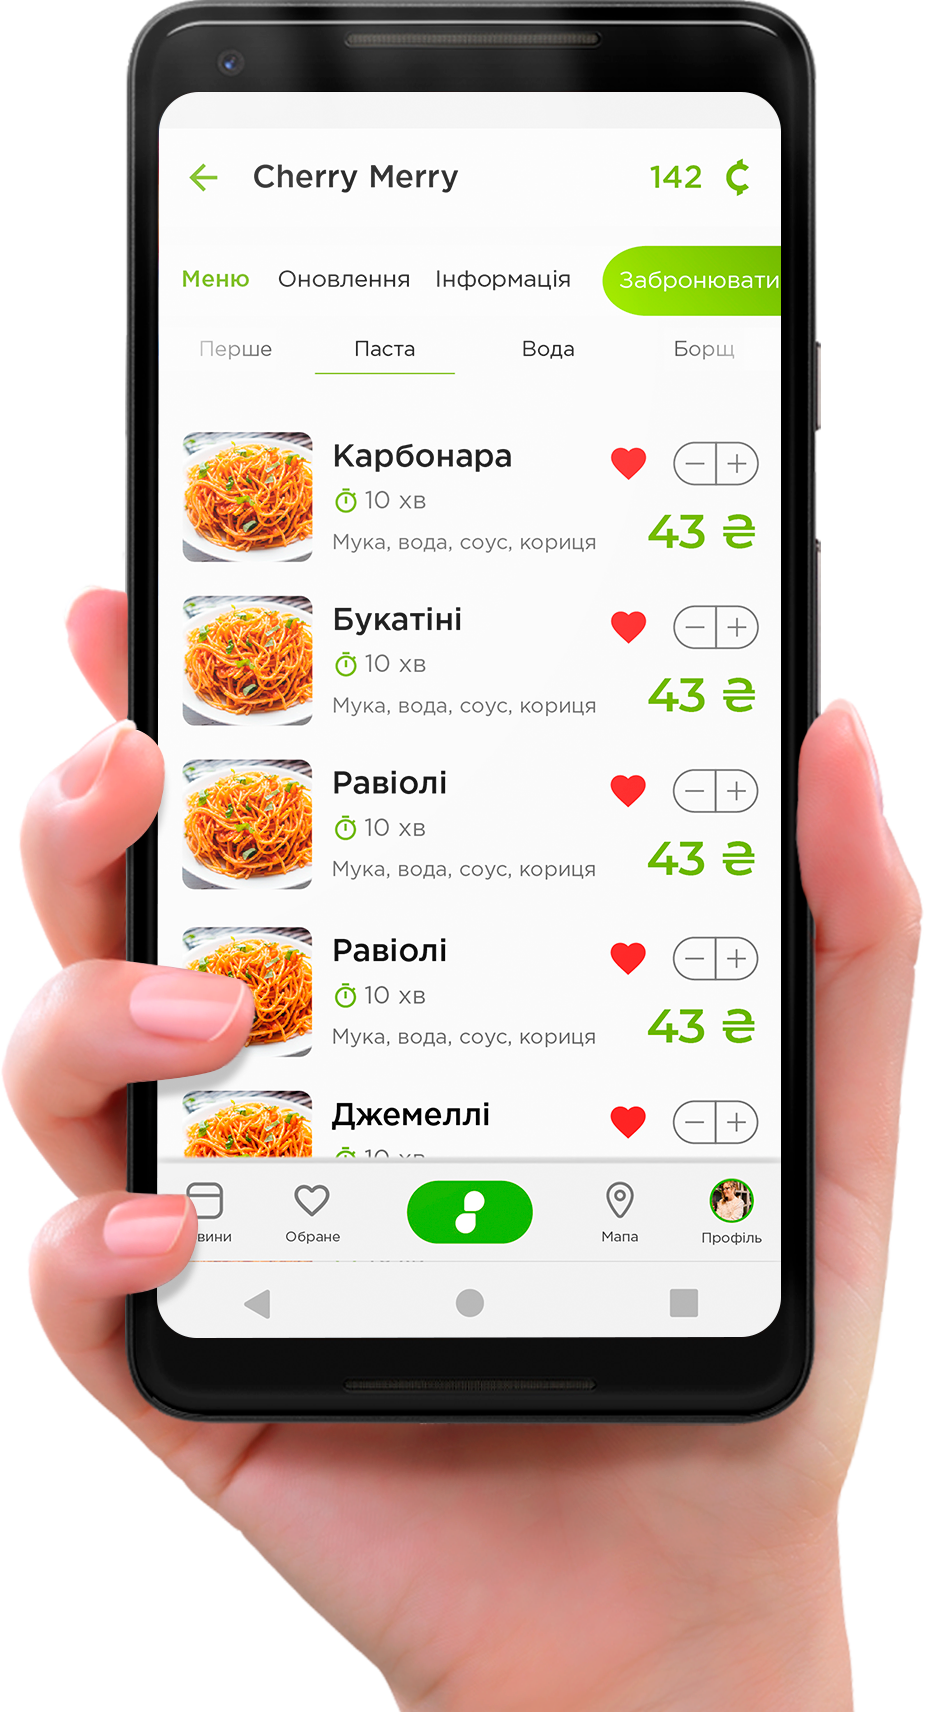 Cherry Merry 142
Меню Оновлення Інформація Забронювати
Перше Паста Вода Борщ
Карбонара
10 хв
Мука, вода, соус, кориця
43 ₴
Букатіні
10 хв
Мука, вода, соус, кориця
43 ₴
Равіолі
10 хв
Мука, вода, соус, кориця
43 ₴
Равіолі
10 хв
Мука, вода, соус, кориця
43 ₴
Джемеллі
10 хв
вини Обране Мапа Профіль